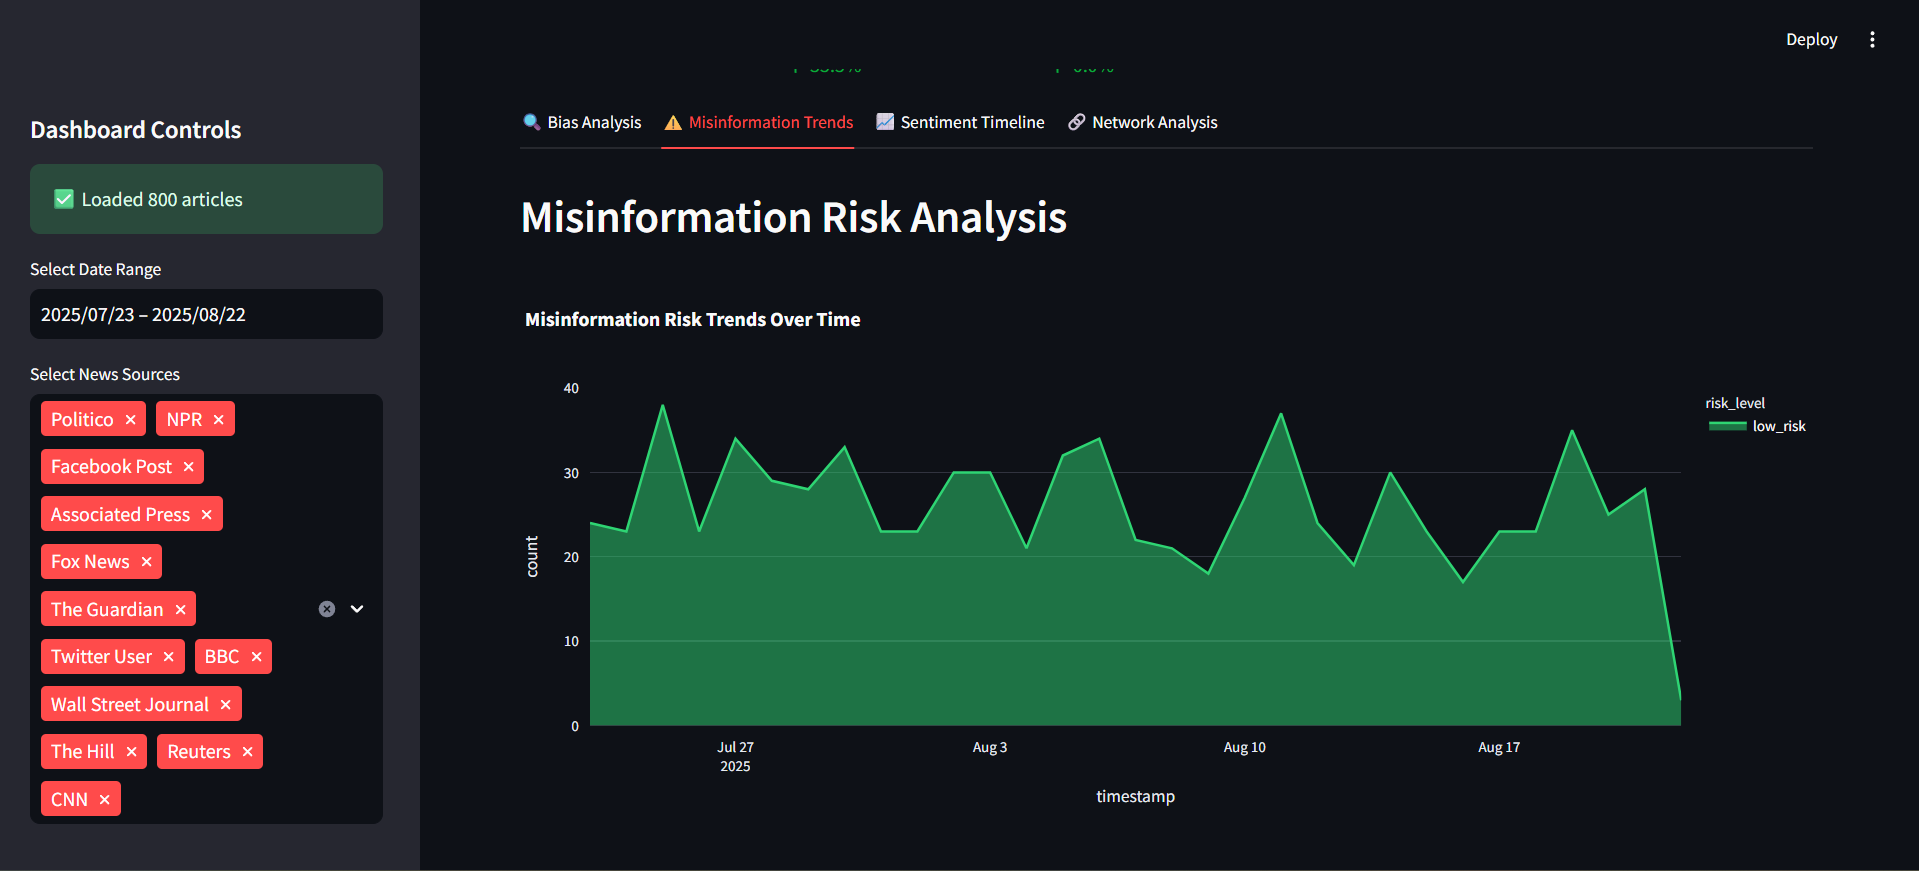 Deploy
Dashboard Controls
Loaded 800 articles
Select Date Range
2025/07/23 – 2025/08/22
Select News Sources
Politico × NPR ×
Facebook Post ×
Associated Press ×
Fox News ×
The Guardian ×
Twitter User × BBC ×
Wall Street Journal ×
The Hill × Reuters ×
CNN ×
Bias Analysis Misinformation Trends Sentiment Timeline Network Analysis
Misinformation Risk Analysis
Misinformation Risk Trends Over Time
40
30
20
10
0
count
Jul 27
2025
Aug 3
Aug 10
Aug 17
timestamp
risk_level
low_risk